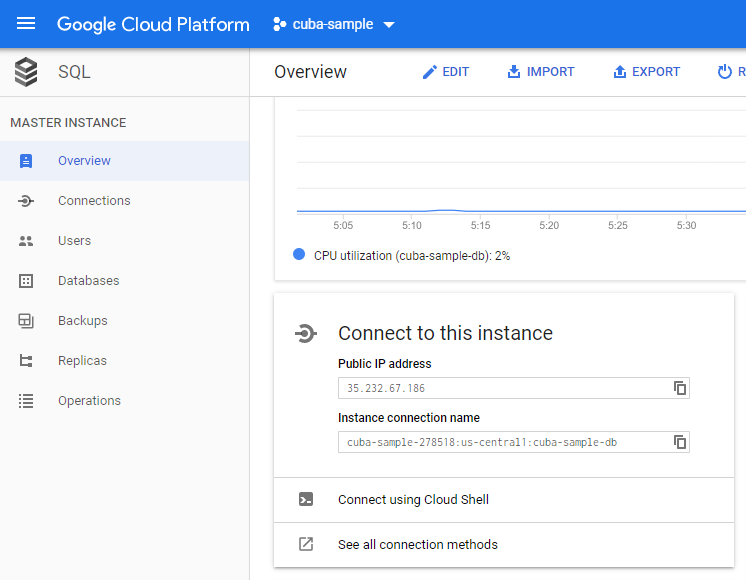 Google Cloud Platform
cuba-sample
SQL
Overview
EDIT
IMPORT
EXPORT
R
MASTER INSTANCE
Overview
Connections
Users
Databases
Backups
Replicas
Operations
5:05 5:10 5:15 5:20 5:25 5:30
CPU utilization (cuba-sample-db): 2%
Connect to this instance
Public IP address
35.232.67.186
Instance connection name
cuba-sample-278518:us-central1:cuba-sample-db
Connect using Cloud Shell
See all connection methods